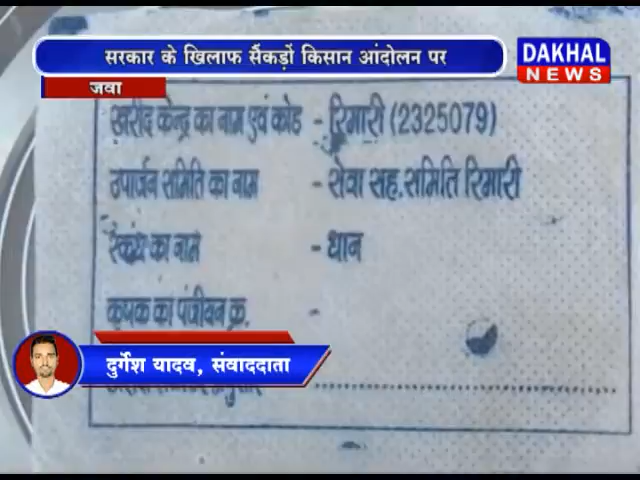 सरकार के खिलाफ सैंकड़ों किसान आंदोलन पर
DAKHAL
NEWS
जवा
खरीद केन्द्र का नाम एवं कोड - रिमारी (2325079)
उपार्जन समिति का नाम - सेवा सह. समिति रिमारी
स्कंध का नाम - धान
कृषक का पंजीयन क्र. -
दुर्गेश यादव, संवाददाता